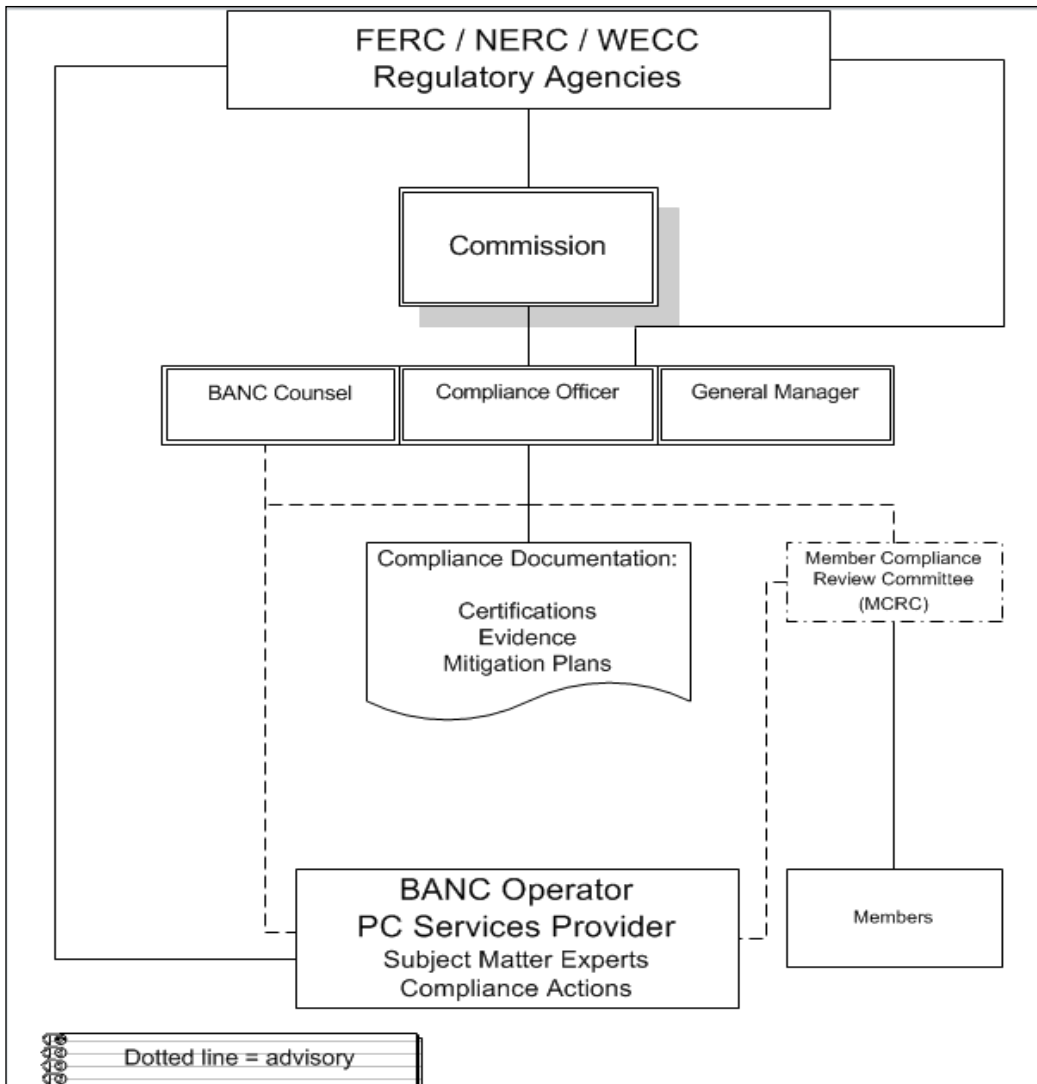 FERC / NERC / WECC
Regulatory Agencies
Commission
BANC Counsel
Compliance Officer
General Manager
Compliance Documentation:
Certifications
Evidence
Mitigation Plans
Member Compliance
Review Committee
(MCRC)
BANC Operator
PC Services Provider
Subject Matter Experts
Compliance Actions
Members
Dotted line = advisory